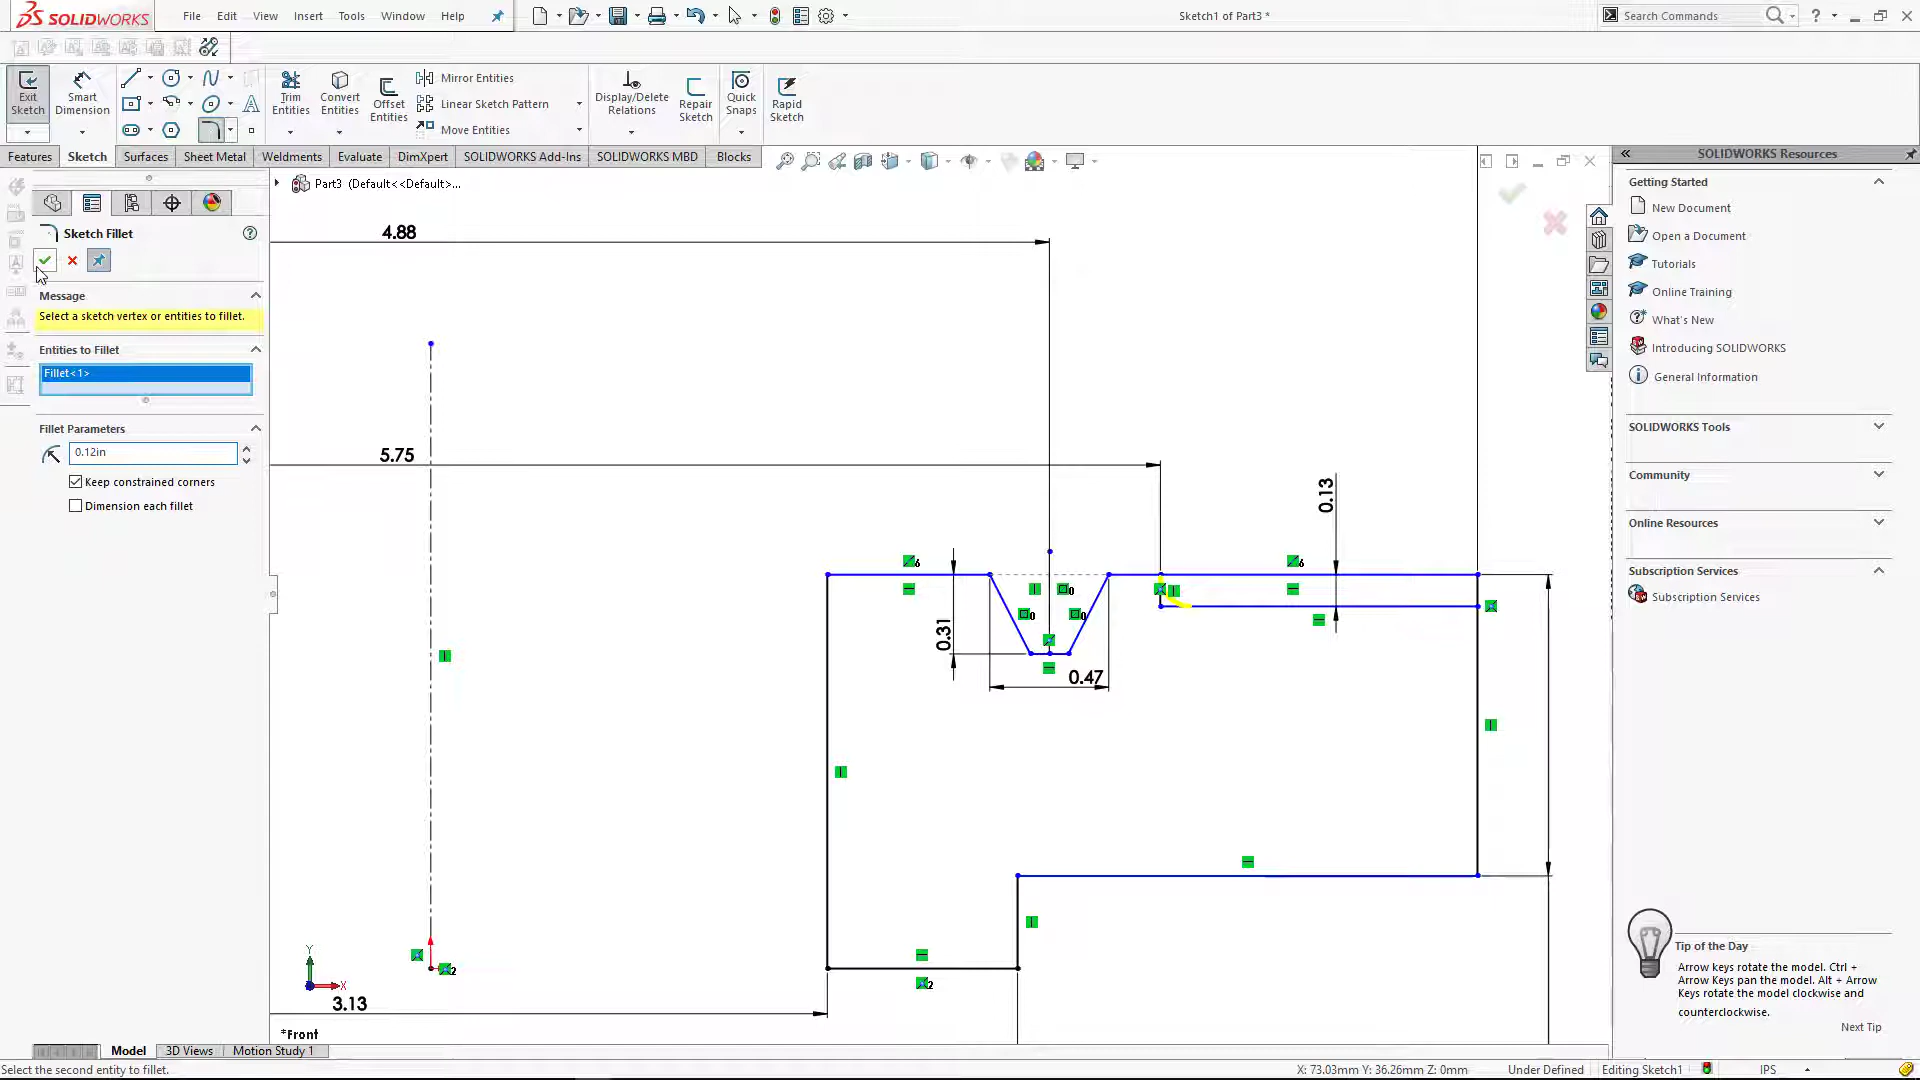 SOLIDWORKS
File Edit View Insert Tools Window Help
Sketch1 of Part3 *
Search Commands
Exit Sketch
Smart Dimension
Trim Entities
Convert Entities
Offset Entities
Mirror Entities
Linear Sketch Pattern
Move Entities
Display/Delete Relations
Repair Sketch
Quick Snaps
Rapid Sketch
Features Sketch Surfaces Sheet Metal Weldments Evaluate DimXpert SOLIDWORKS Add-Ins SOLIDWORKS MBD Blocks
Part3 (Default<<Default>...
Sketch Fillet
Message
Select a sketch vertex or entities to fillet.
Entities to Fillet
Fillet<1>
Fillet Parameters
0.12in
Keep constrained corners
Dimension each fillet
4.88
5.75
0.13
0.31
0.47
3.13
6
6
0
0
0
2
2
Y
X
*Front
SOLIDWORKS Resources
Getting Started
New Document
Open a Document
Tutorials
Online Training
What's New
Introducing SOLIDWORKS
General Information
SOLIDWORKS Tools
Community
Online Resources
Subscription Services
Subscription Services
Tip of the Day
Arrow keys rotate the model. Ctrl +
Arrow Keys pan the model. Alt + Arrow
Keys rotate the model clockwise and
counterclockwise.
Next Tip
Model 3D Views Motion Study 1
Select the second entity to fillet.
X: 73.03mm Y: 36.26mm Z: 0mm Under Defined Editing Sketch1 IPS